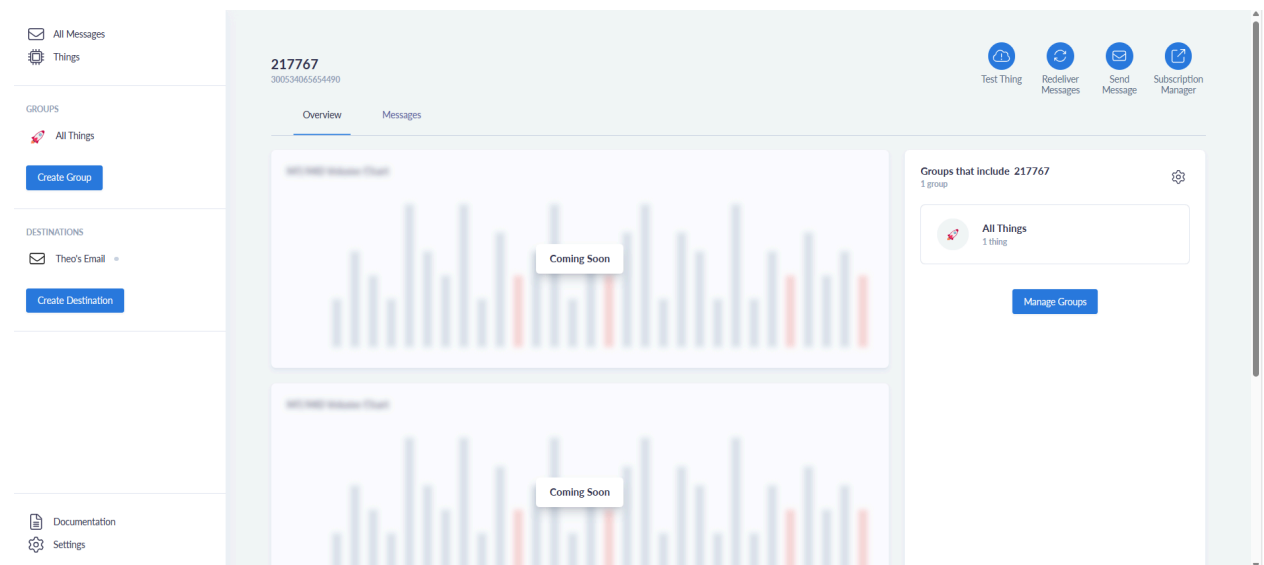 All Messages
Things
GROUPS
All Things
Create Group
DESTINATIONS
Theo's Email
Create Destination
Documentation
Settings
217767
300534065654490
Test Thing
Redeliver
Messages
Send
Message
Subscription
Manager
Overview
Messages
Coming Soon
Groups that include 217767
1 group
All Things
1 thing
Manage Groups
Coming Soon